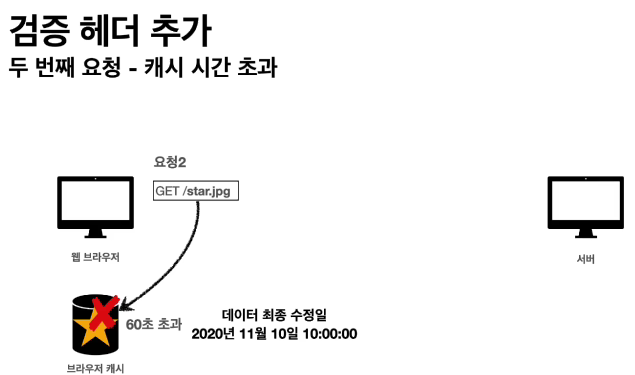 검증 헤더 추가
두 번째 요청 - 캐시 시간 초과
요청2
GET /star.jpg
웹 브라우저
서버
60초 초과
데이터 최종 수정일
2020년 11월 10일 10:00:00
브라우저 캐시